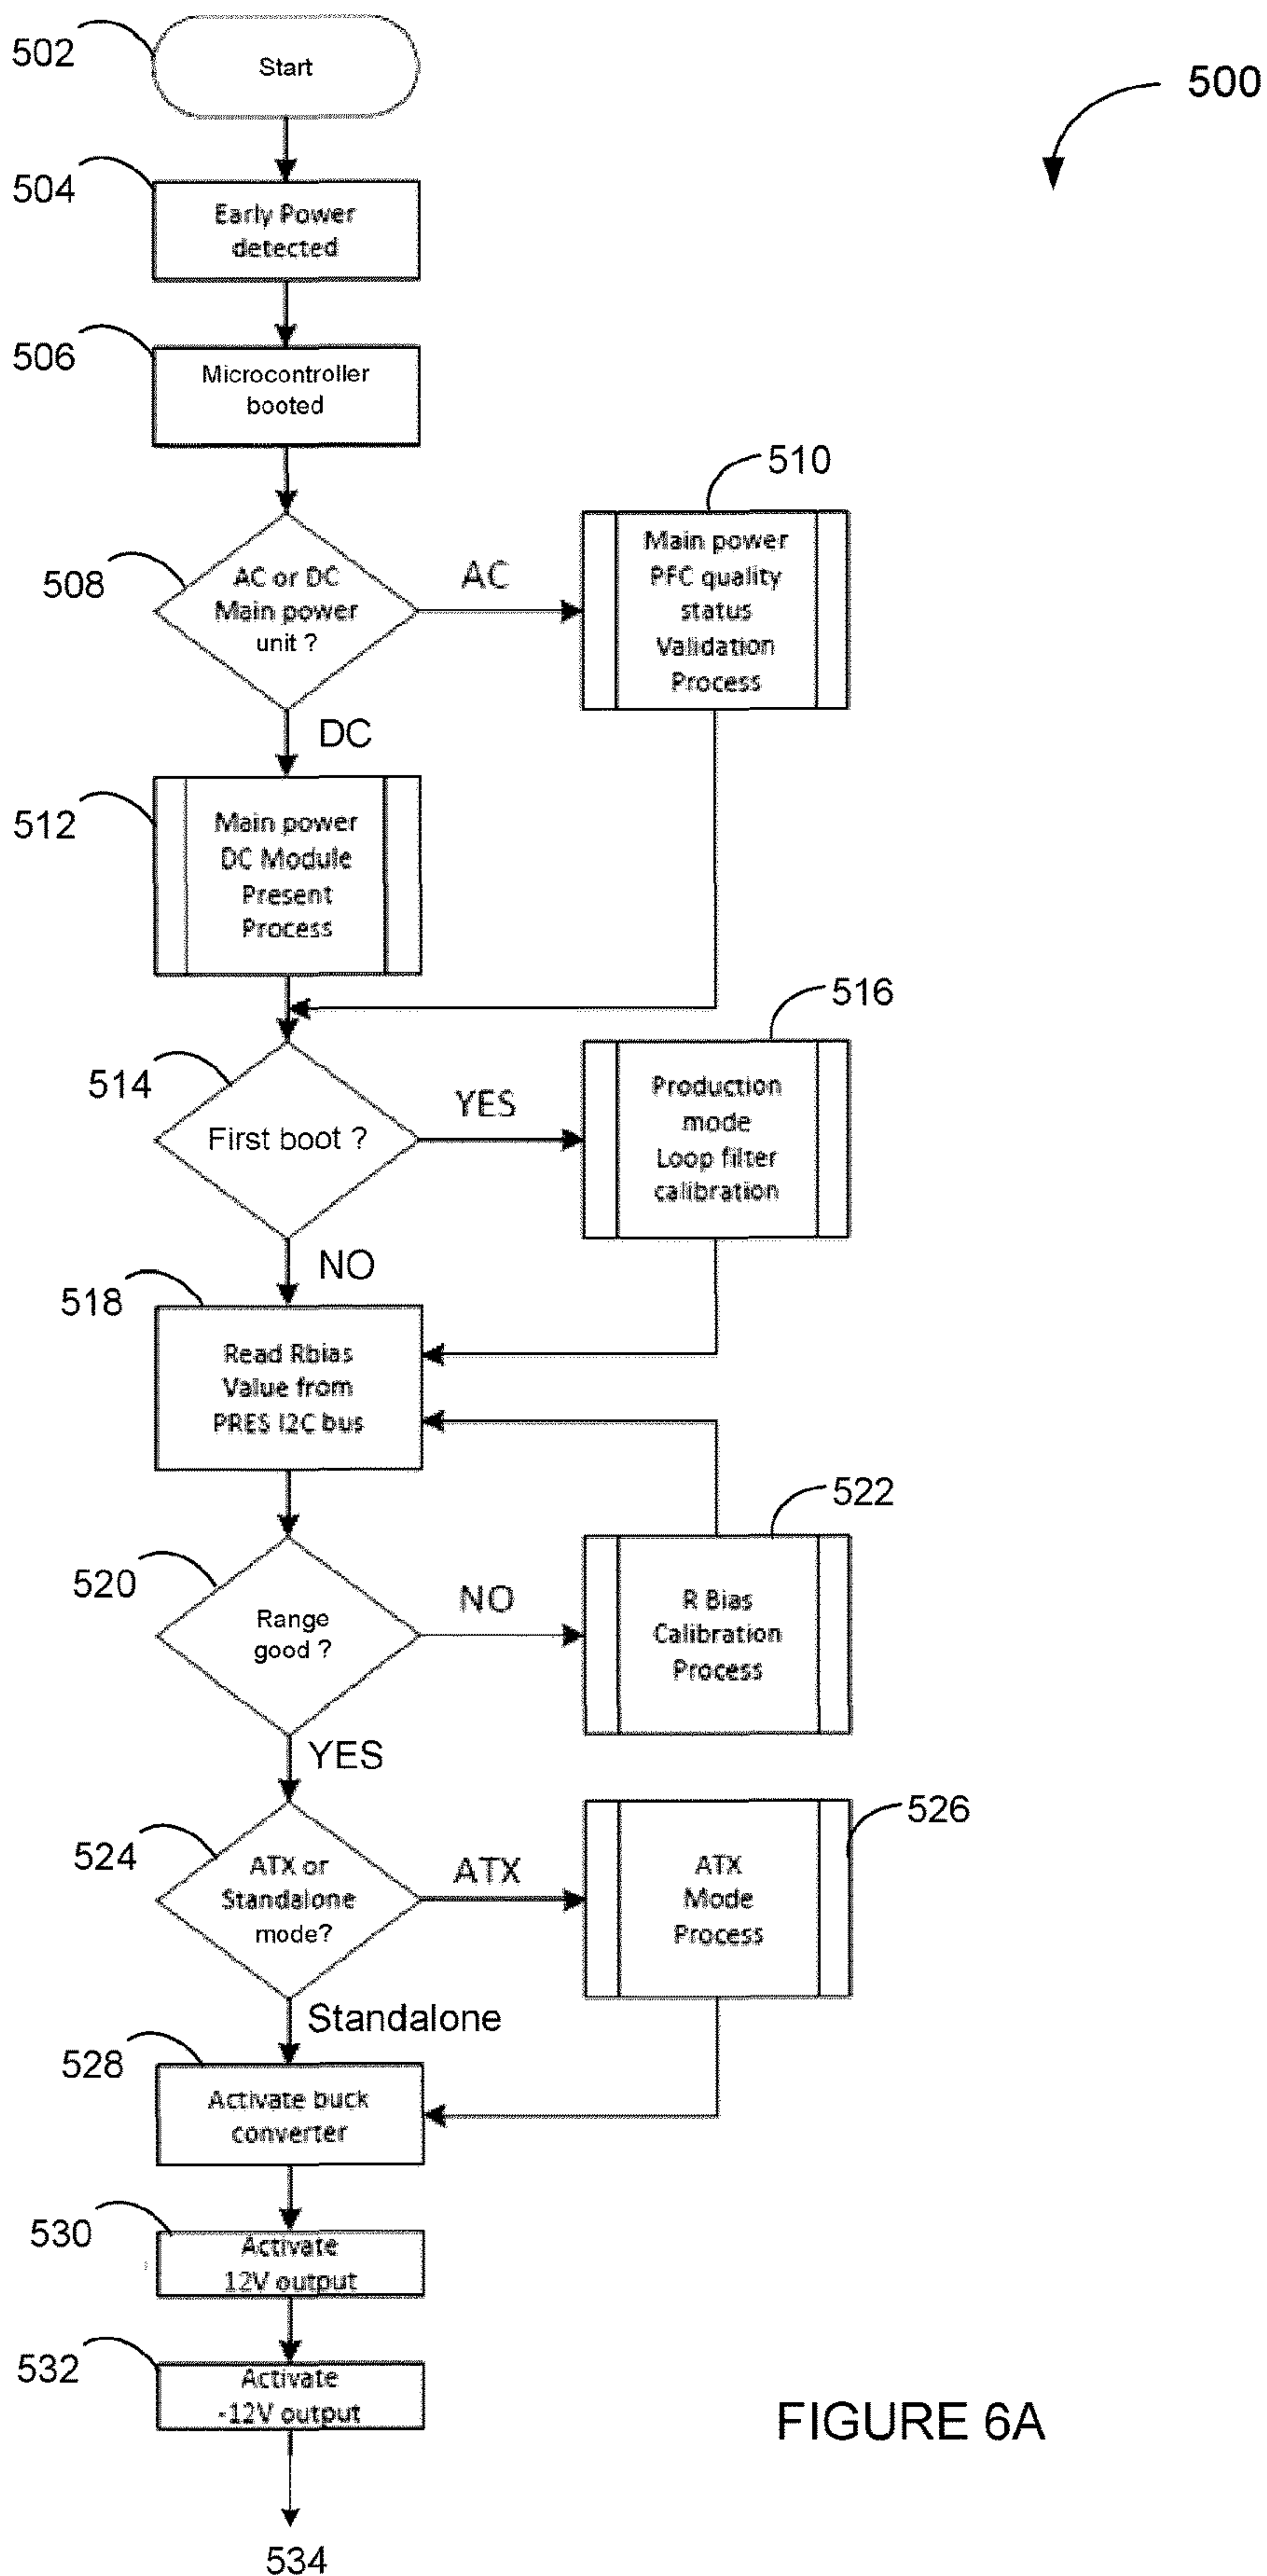 502
Start
500
504
Early Power
detected
506
Microcontroller
booted
508
AC or DC
Main power
unit ?
AC
510
Main power
PFC quality
status
Validation
Process
DC
512
Main power
DC Module
Present
Process
514
First boot ?
YES
516
Production
mode
Loop filter
calibration
NO
518
Read Rbias
Value from
PRES I2C bus
520
Range
good ?
NO
522
R Bias
Calibration
Process
YES
524
ATX or
Standalone
mode?
ATX
526
ATX
Mode
Process
Standalone
528
Activate buck
converter
530
Activate
12V output
532
Activate
-12V output
534
FIGURE 6A